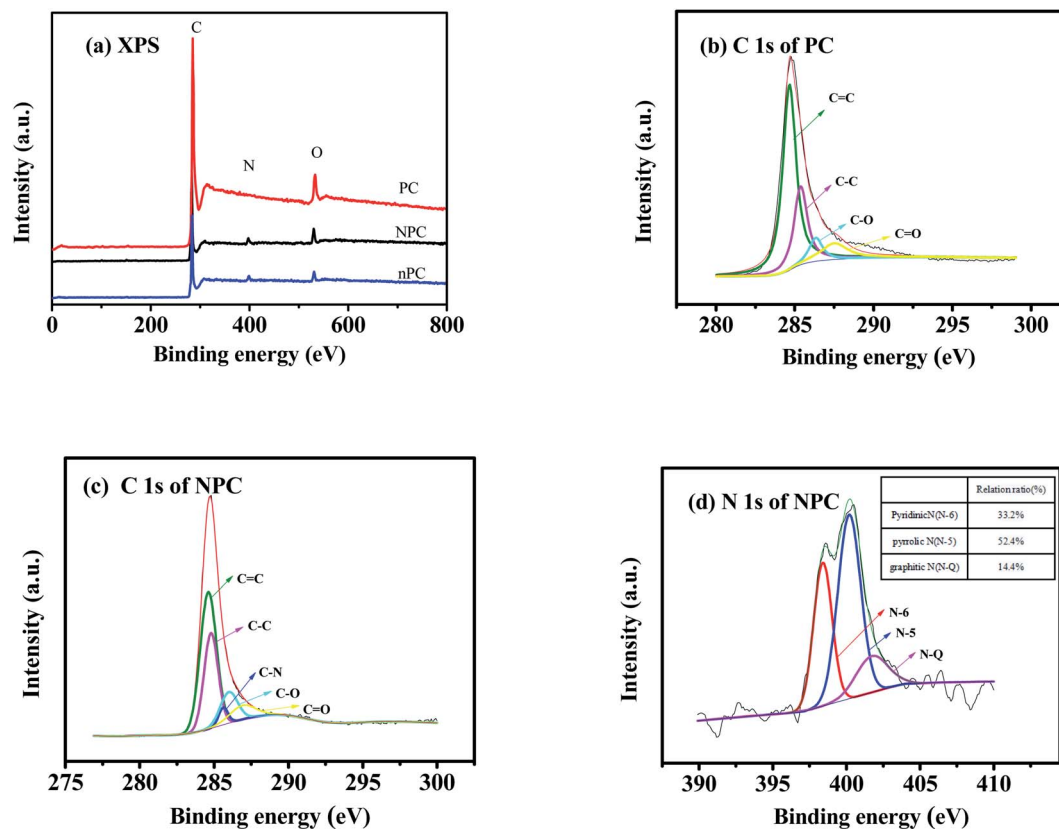 (a) XPS
C
N
O
PC
NPC
nPC
Intensity (a.u.)
0 200 400 600 800
Binding energy (eV)
(b) C 1s of PC
C=C
C-C
C-O
C=O
Intensity (a.u.)
280 285 290 295 300
Binding energy (eV)
(c) C 1s of NPC
C=C
C-C
C-N
C-O
C=O
Intensity (a.u.)
275 280 285 290 295 300
Binding energy (eV)
(d) N 1s of NPC
Relation ratio(%)
PyridinicN(N-6) 33.2%
pyrrolic N(N-5) 52.4%
graphitic N(N-Q) 14.4%
N-6
N-5
N-Q
Intensity (a.u.)
390 395 400 405 410
Binding energy (eV)